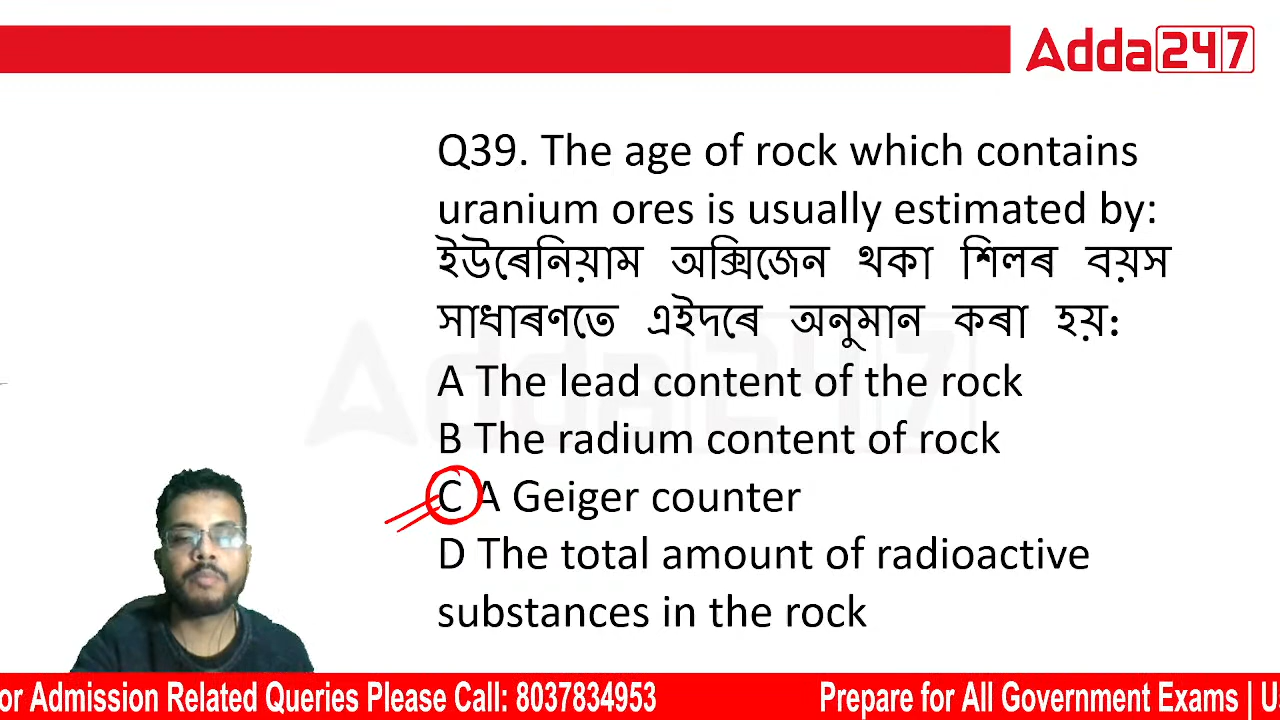 Adda247
Q39. The age of rock which contains
uranium ores is usually estimated by:
ইউৰেনিয়াম অক্সিজেন থকা শিলৰ বয়স
সাধাৰণতে এইদৰে অনুমান কৰা হয়:
A The lead content of the rock
B The radium content of rock
C A Geiger counter
D The total amount of radioactive
substances in the rock
or Admission Related Queries Please Call: 8037834953 Prepare for All Government Exams | U